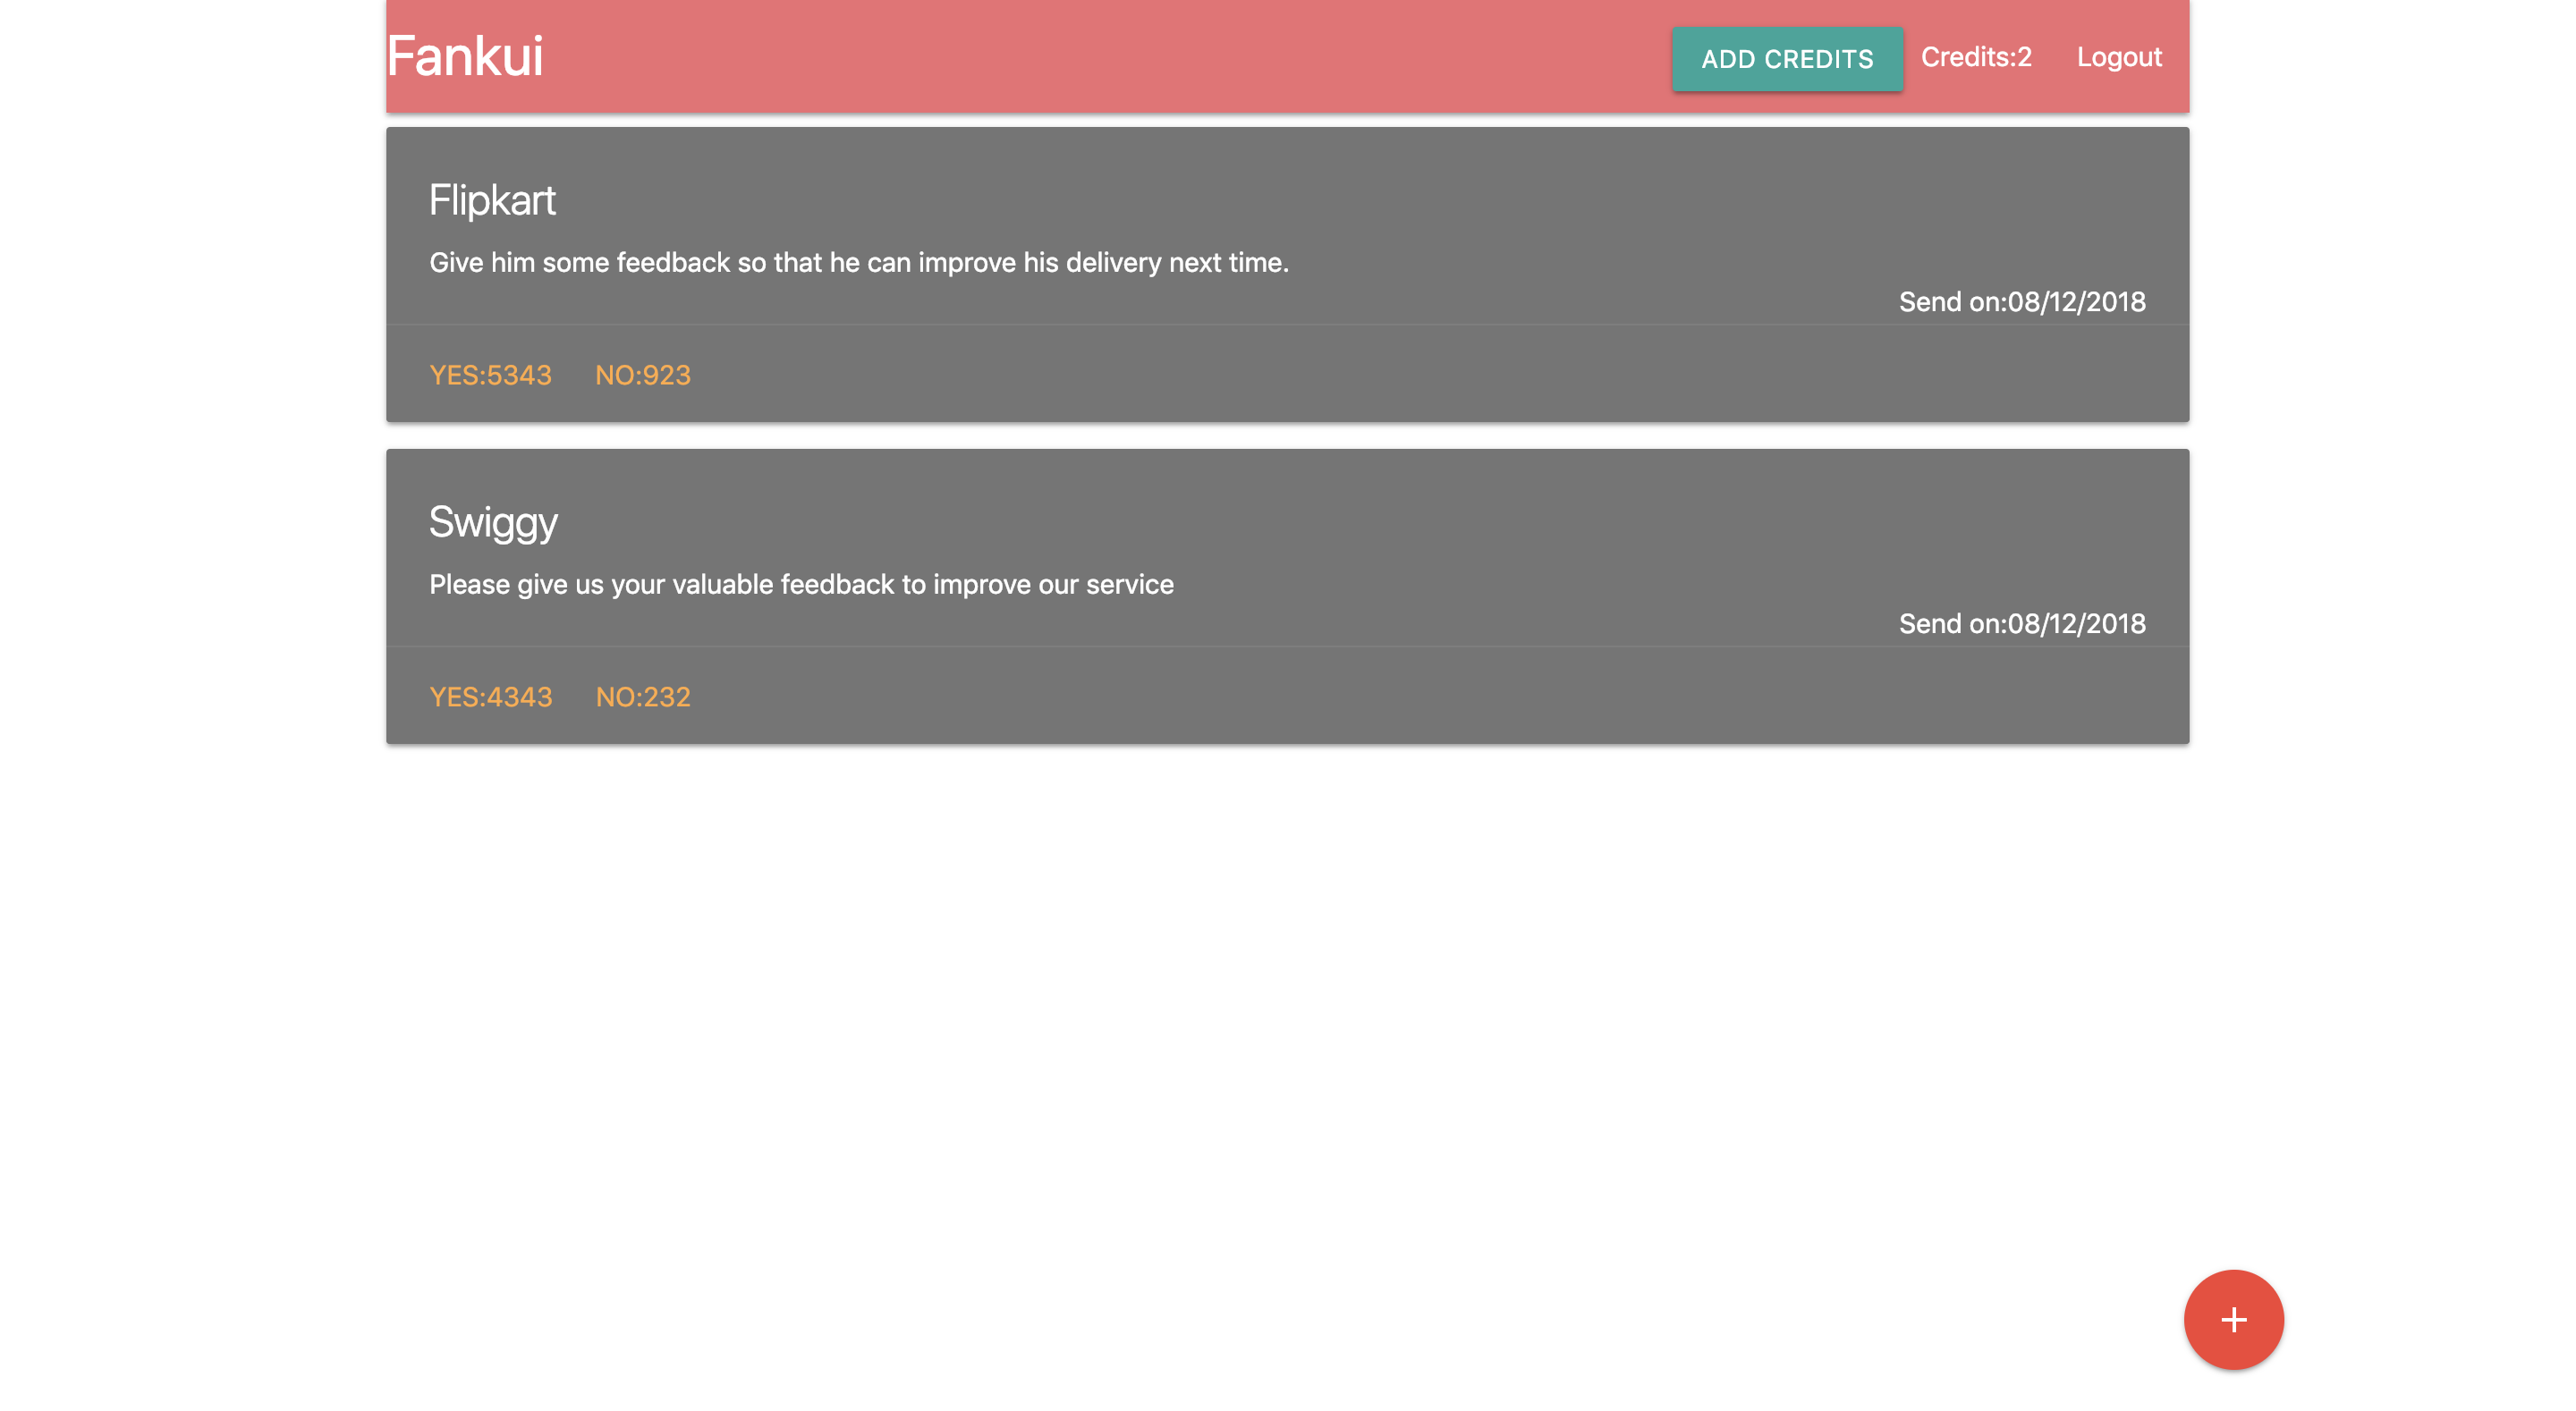 Fankui
ADD CREDITS
Credits:2
Logout
Flipkart
Give him some feedback so that he can improve his delivery next time.
Send on:08/12/2018
YES:5343 NO:923
Swiggy
Please give us your valuable feedback to improve our service
Send on:08/12/2018
YES:4343 NO:232
+